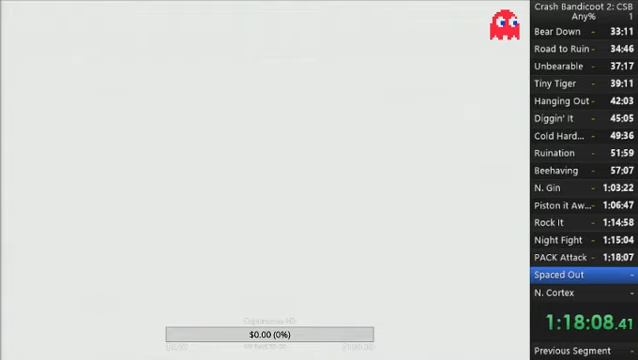 Crash Bandicoot 2: CSB
Any% 1
Bear Down - 33:11
Road to Ruin - 34:46
Unbearable - 37:17
Tiny Tiger - 39:11
Hanging Out - 42:03
Diggin' It - 45:05
Cold Hard... - 49:36
Ruination - 51:59
Beehaving - 57:07
N. Gin - 1:03:22
Piston it Aw... - 1:06:47
Rock It - 1:14:58
Night Fight - 1:15:04
PACK Attack - 1:18:07
Spaced Out -
N. Cortex -
$0.00 (0%)
1:18:08.41
Previous Segment -